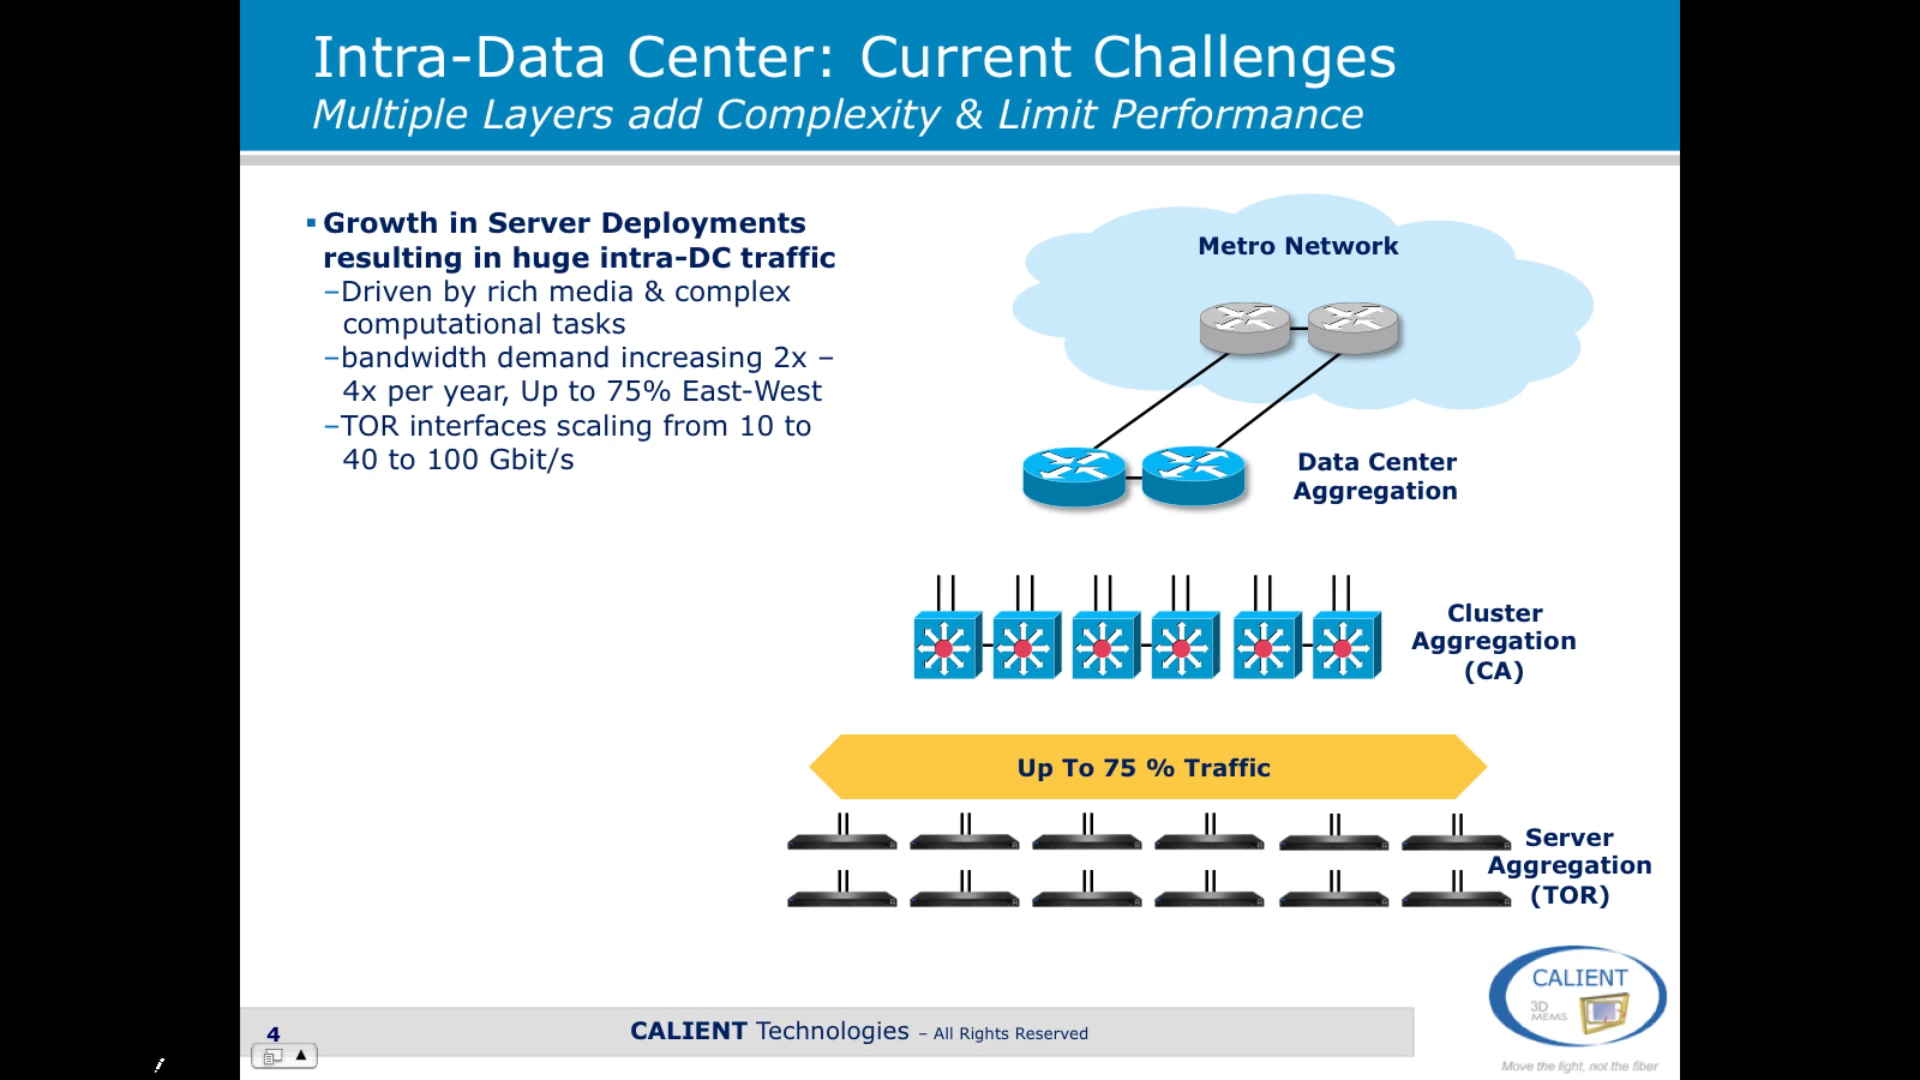 Intra-Data Center: Current Challenges
Multiple Layers add Complexity & Limit Performance
▪ Growth in Server Deployments
resulting in huge intra-DC traffic
–Driven by rich media & complex
computational tasks
–bandwidth demand increasing 2x –
4x per year, Up to 75% East-West
–TOR interfaces scaling from 10 to
40 to 100 Gbit/s
Metro Network
Data Center
Aggregation
Cluster
Aggregation
(CA)
Up To 75 % Traffic
Server
Aggregation
(TOR)
4
CALIENT Technologies – All Rights Reserved
CALIENT
3D
MEMS
Move the light, not the fiber